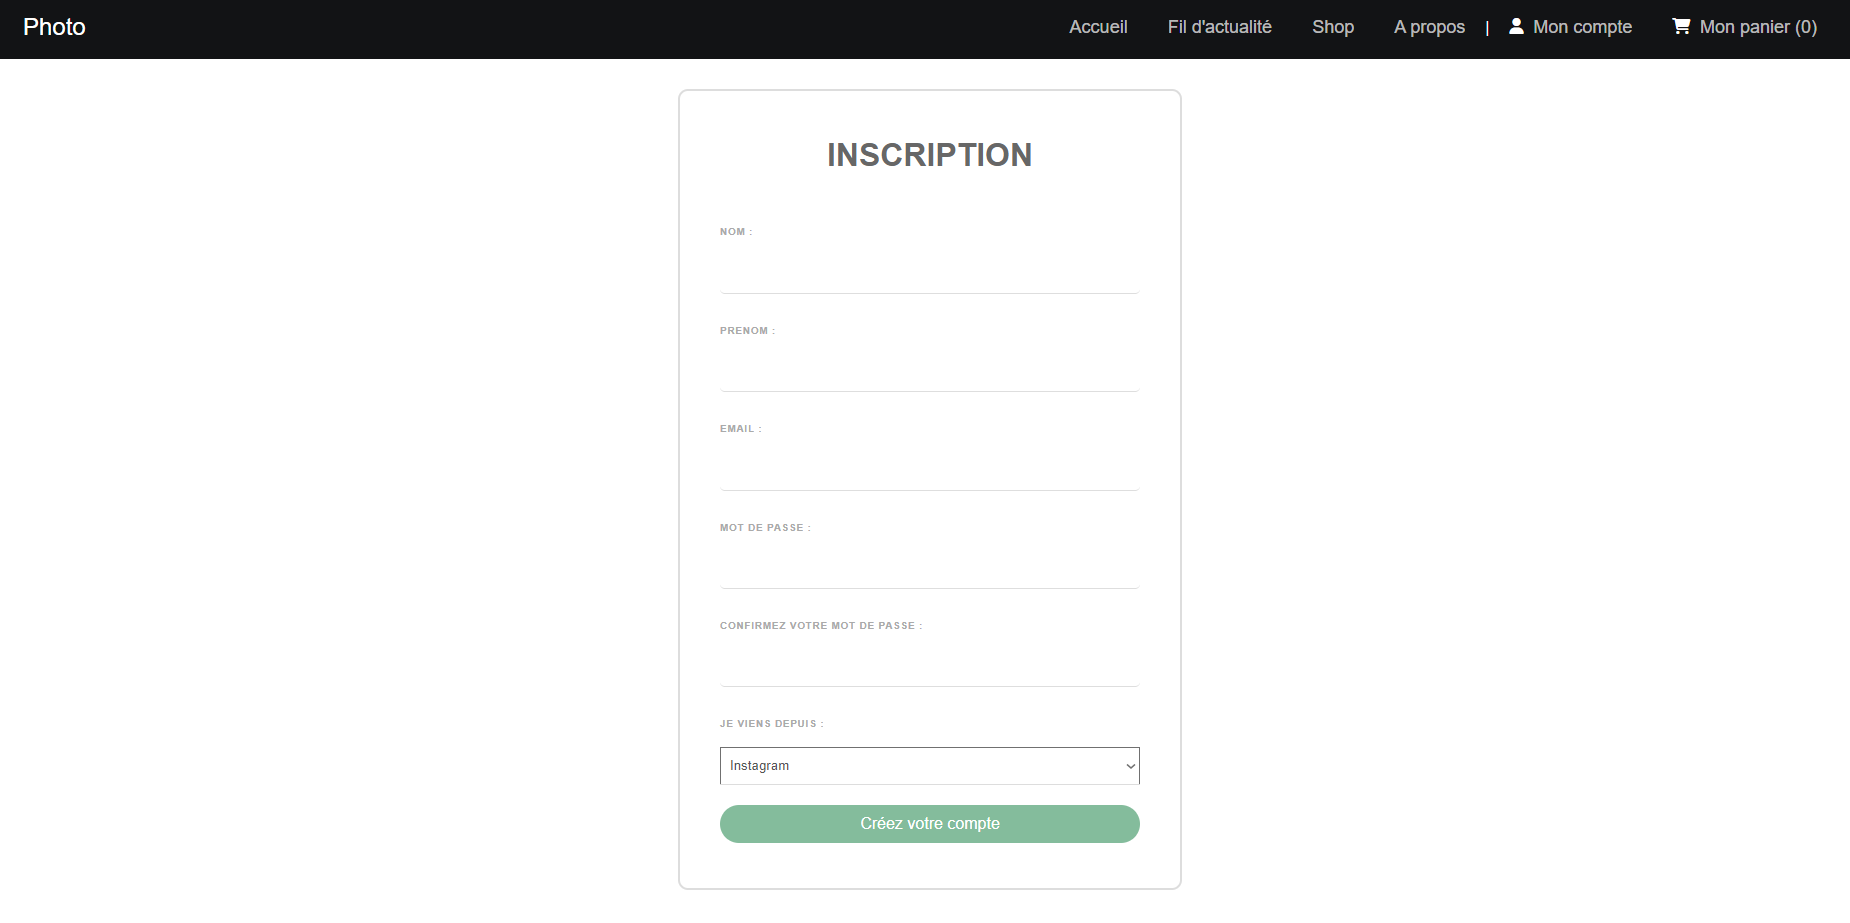 Photo Accueil Fil d'actualité Shop A propos | Mon compte Mon panier (0)
INSCRIPTION
NOM :
PRENOM :
EMAIL :
MOT DE PASSE :
CONFIRMEZ VOTRE MOT DE PASSE :
JE VIENS DEPUIS :
Instagram
Créez votre compte